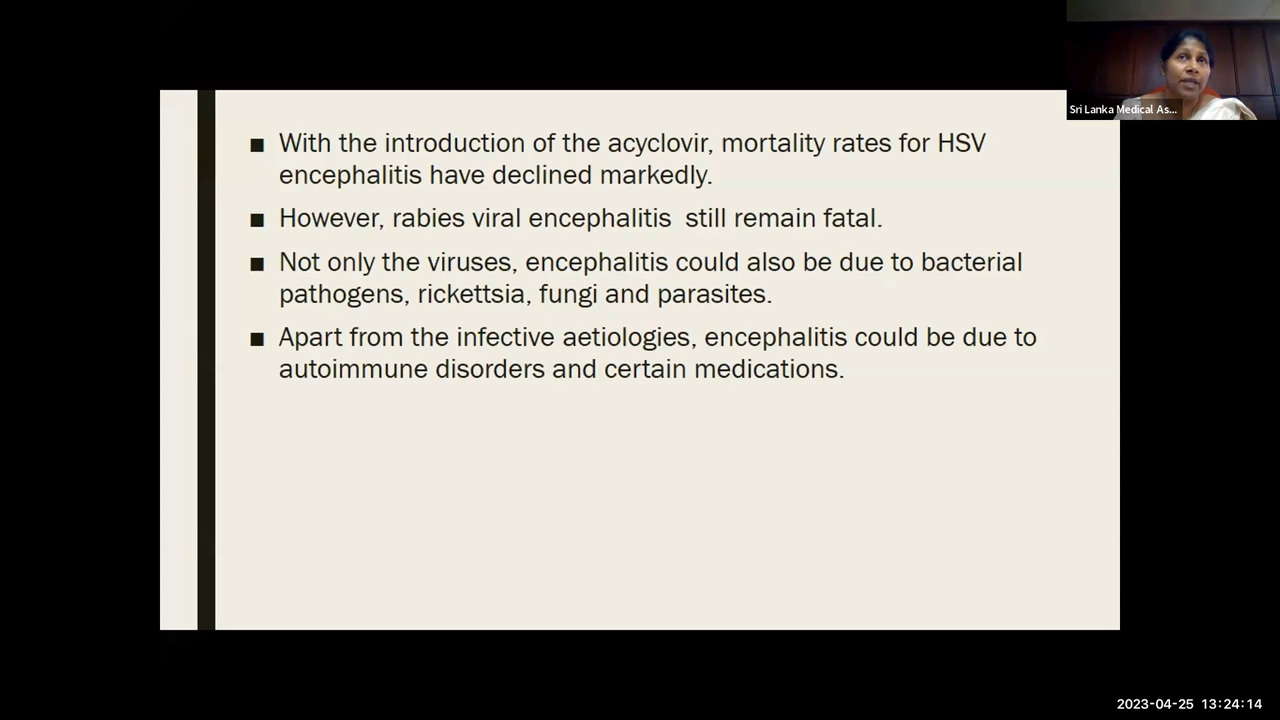 Sri Lanka Medical As...
■ With the introduction of the acyclovir, mortality rates for HSV
encephalitis have declined markedly.
■ However, rabies viral encephalitis  still remain fatal.
■ Not only the viruses, encephalitis could also be due to bacterial
pathogens, rickettsia, fungi and parasites.
■ Apart from the infective aetiologies, encephalitis could be due to
autoimmune disorders and certain medications.
2023-04-25 13:24:14